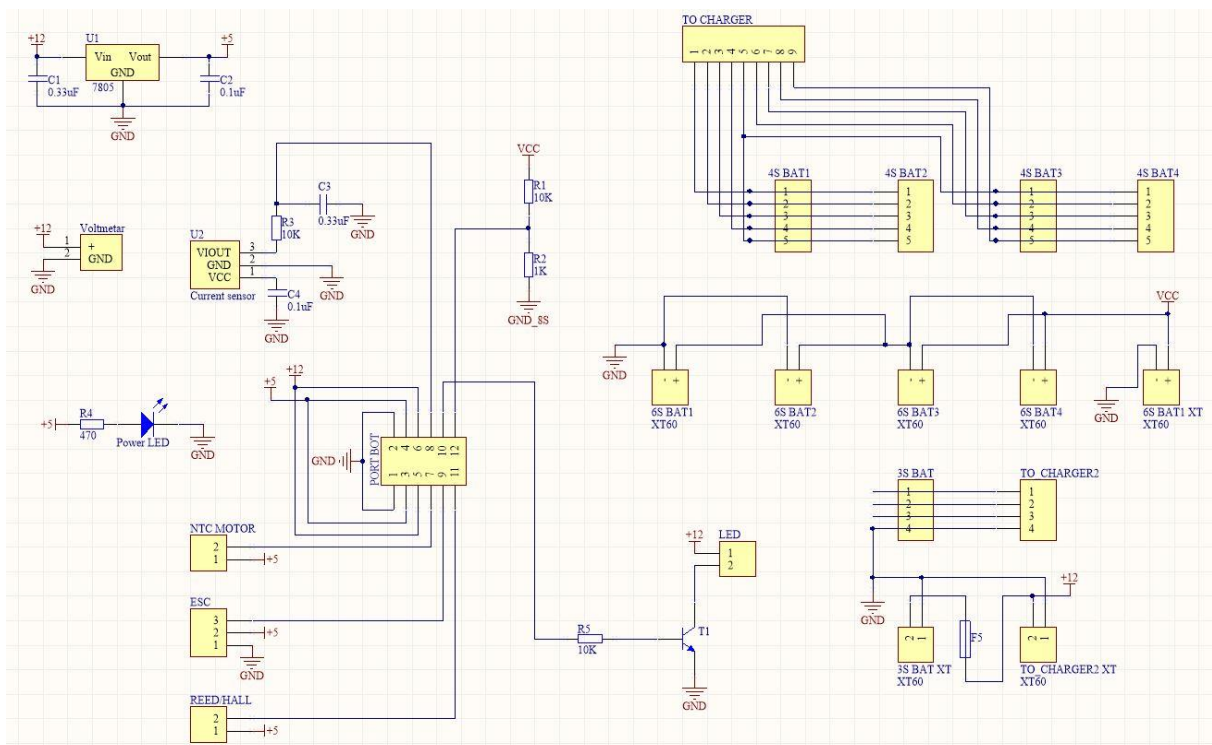 TO CHARGER
1 2 3 4 5 6 7 8 9
+12
U1
+5
Vin Vout
GND
7805
C1
0.33uF
C2
0.1uF
GND
VCC
R1
10K
R2
1K
GND_8S
C3
0.33uF
GND
R3
10K
U2
VIOUT
GND
VCC
3
2
1
Current sensor
C4
0.1uF
GND
GND
Voltmetar
+12
1
2
+
GND
GND
4S BAT1
1
2
3
4
5
4S BAT2
1
2
3
4
5
4S BAT3
1
2
3
4
5
4S BAT4
1
2
3
4
5
VCC
GND
- +
6S BAT1
XT60
- +
6S BAT2
XT60
- +
6S BAT3
XT60
- +
6S BAT4
XT60
GND
- +
6S BAT1 XT
XT60
+12
+5
+5
R4
470
Power LED
GND
GND
PORT BOT
2 4 6 8 10 12
1 3 5 7 9 11
3S BAT
1
2
3
4
TO_CHARGER2
1
2
3
4
NTC MOTOR
2
1
+5
ESC
3
2
1
+5
GND
REED/HALL
2
1
+5
R5
10K
T1
GND
+12
LED
1
2
GND
+12
2 1
3S BAT XT
XT60
F5
2 1
TO_CHARGER2 XT
XT60